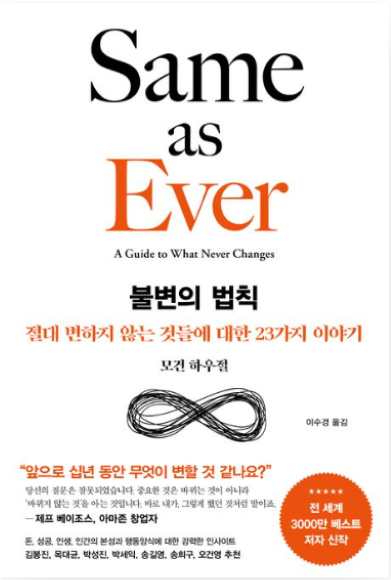 Same
as
Ever
A Guide to What Never Changes
불변의 법칙
절대 변하지 않는 것들에 대한 23가지 이야기
모건 하우절
이수경 옮김
“앞으로 십년 동안 무엇이 변할 것 같나요?”
당신의 질문은 잘못되었습니다. 중요한 것은 바뀌는 것이 아니라
‘바뀌지 않는 것’을 아는 것입니다. 바로 내가, 그렇게 했던 것처럼 말이죠.
— 제프 베이조스, 아마존 창업자
돈, 성공, 인생, 인간의 본성과 행동양식에 대한 강력한 인사이트
김봉진, 목대균, 박성진, 박세익, 송길영, 송희구, 오건영 추천
★★★★★
전 세계
3000만 베스트
저자 신작